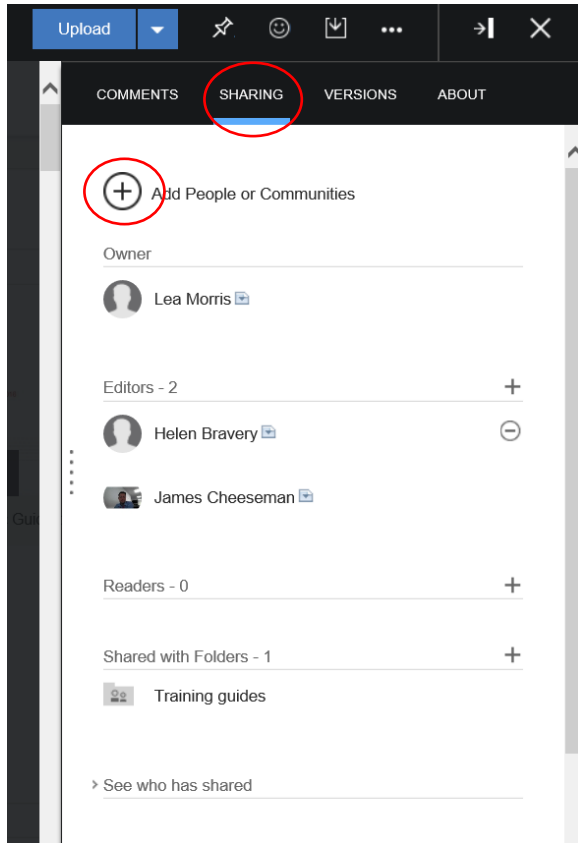 Upload
COMMENTS SHARING VERSIONS ABOUT
Add People or Communities
Owner
Lea Morris
Editors - 2
Helen Bravery
James Cheeseman
Readers - 0
Shared with Folders - 1
Training guides
See who has shared